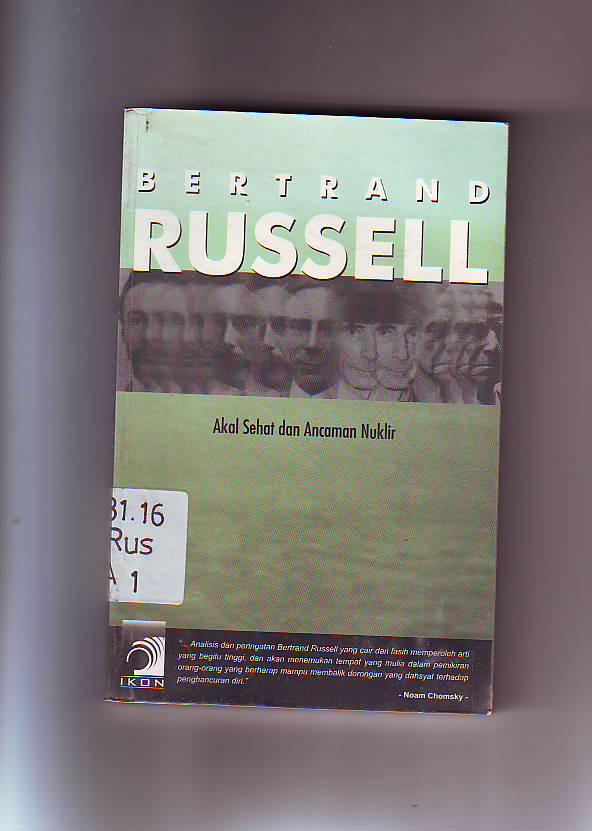 BERTRAND
RUSSELL
Akal Sehat dan Ancaman Nuklir
31.16
Rus
A 1
IKON
"... Analisis dan peringatan Bertrand Russell yang cair dan fasih memperoleh arti
yang begitu tinggi, dan akan menemukan tempat yang mulia dalam pemikiran
orang-orang yang berharap mampu membalik dorongan yang dahsyat terhadap
penghancuran diri."
- Noam Chomsky -